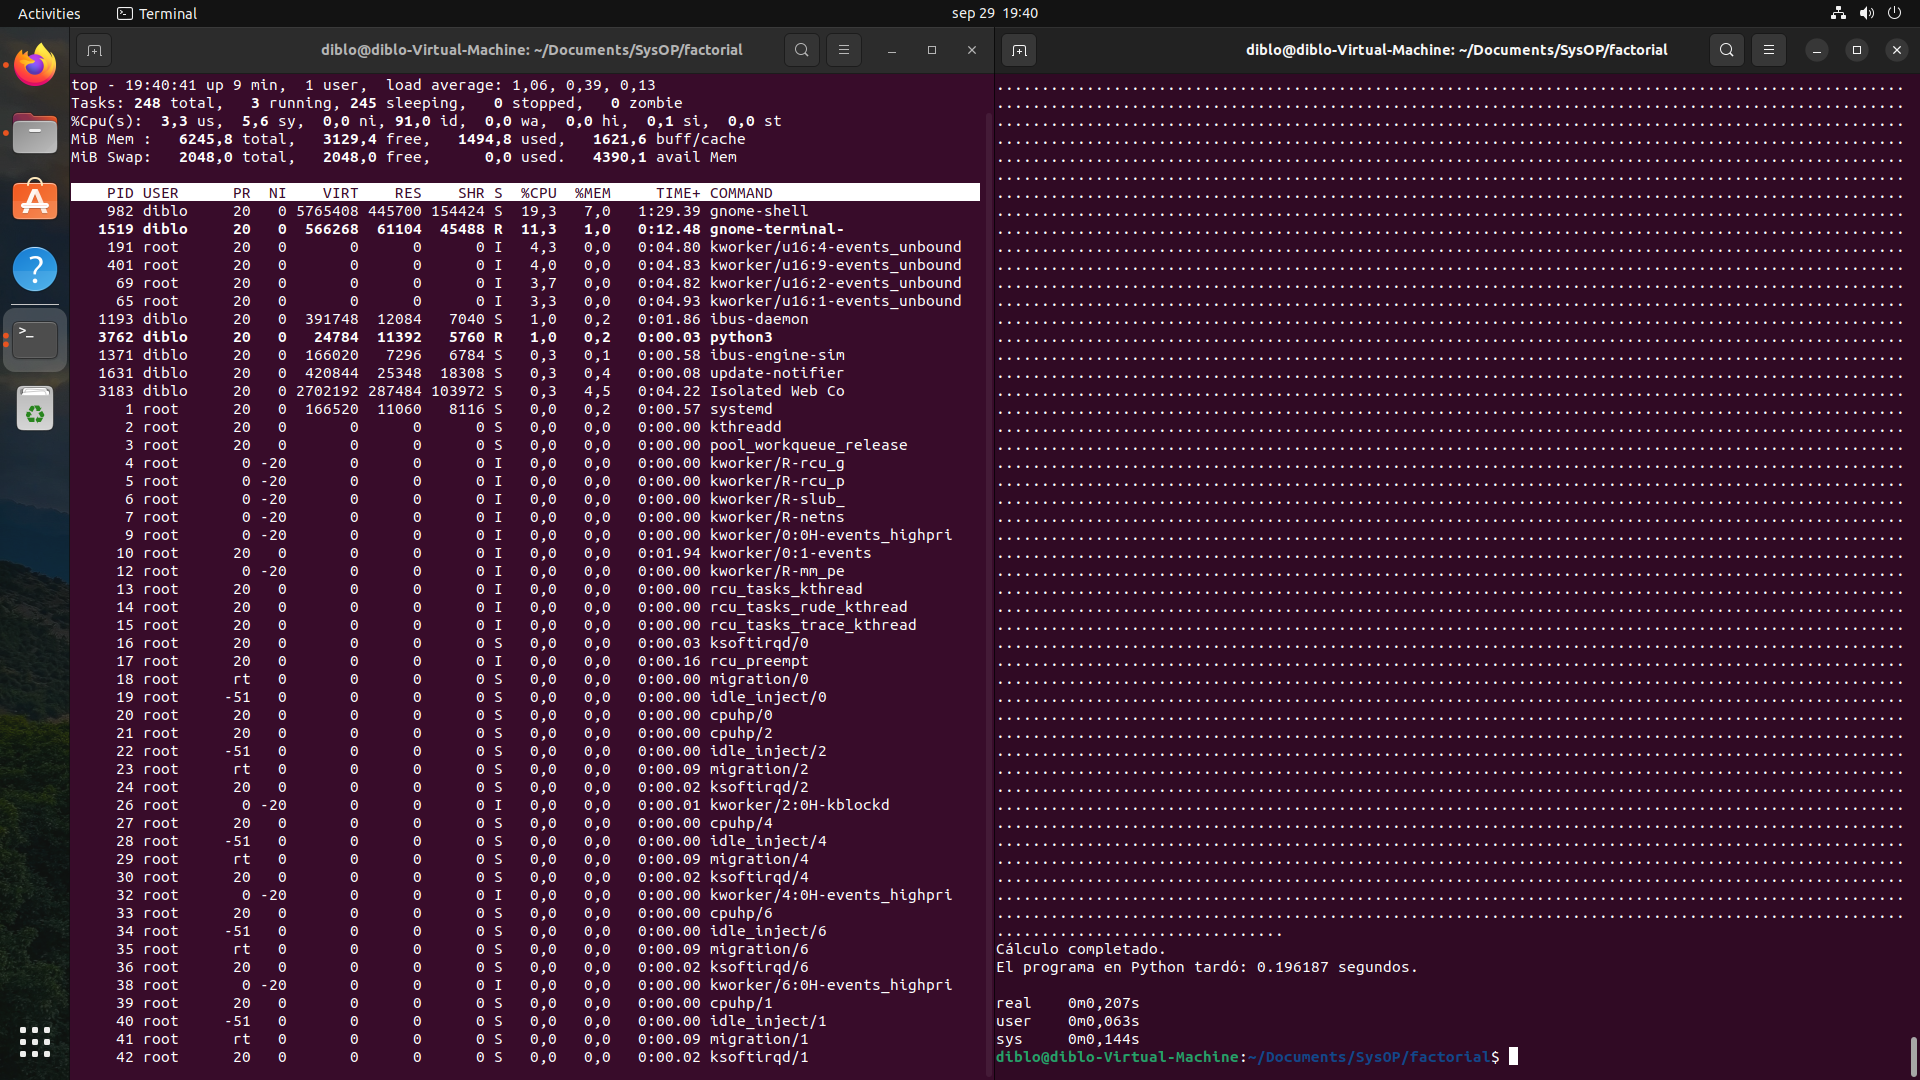 Activities
Terminal
sep 29 19:40
diblo@diblo-Virtual-Machine: ~/Documents/SysOP/factorial
top - 19:40:41 up 9 min,  1 user,  load average: 1,06, 0,39, 0,13
Tasks: 248 total,   3 running, 245 sleeping,   0 stopped,   0 zombie
%Cpu(s):  3,3 us,  5,6 sy,  0,0 ni, 91,0 id,  0,0 wa,  0,0 hi,  0,1 si,  0,0 st
MiB Mem :   6245,8 total,   3129,4 free,   1494,8 used,   1621,6 buff/cache
MiB Swap:   2048,0 total,   2048,0 free,      0,0 used.   4390,1 avail Mem
PID USER PR NI VIRT RES SHR S %CPU %MEM TIME+ COMMAND
982 diblo 20 0 5765408 445700 154424 S 19,3 7,0 1:29.39 gnome-shell
1519 diblo 20 0 566268 61104 45488 R 11,3 1,0 0:12.48 gnome-terminal-
191 root 20 0 0 0 0 I 4,3 0,0 0:04.80 kworker/u16:4-events_unbound
401 root 20 0 0 0 0 I 4,0 0,0 0:04.83 kworker/u16:9-events_unbound
69 root 20 0 0 0 0 I 3,7 0,0 0:04.82 kworker/u16:2-events_unbound
65 root 20 0 0 0 0 I 3,3 0,0 0:04.93 kworker/u16:1-events_unbound
1193 diblo 20 0 391748 12084 7040 S 1,0 0,2 0:01.86 ibus-daemon
3762 diblo 20 0 24784 11392 5760 R 1,0 0,2 0:00.03 python3
1371 diblo 20 0 166020 7296 6784 S 0,3 0,1 0:00.58 ibus-engine-sim
1631 diblo 20 0 420844 25348 18308 S 0,3 0,4 0:00.08 update-notifier
3183 diblo 20 0 2702192 287484 103972 S 0,3 4,5 0:04.22 Isolated Web Co
1 root 20 0 166520 11060 8116 S 0,0 0,2 0:00.57 systemd
2 root 20 0 0 0 0 S 0,0 0,0 0:00.00 kthreadd
3 root 20 0 0 0 0 S 0,0 0,0 0:00.00 pool_workqueue_release
4 root 0 -20 0 0 0 I 0,0 0,0 0:00.00 kworker/R-rcu_g
5 root 0 -20 0 0 0 I 0,0 0,0 0:00.00 kworker/R-rcu_p
6 root 0 -20 0 0 0 I 0,0 0,0 0:00.00 kworker/R-slub_
7 root 0 -20 0 0 0 I 0,0 0,0 0:00.00 kworker/R-netns
9 root 0 -20 0 0 0 I 0,0 0,0 0:00.00 kworker/0:0H-events_highpri
10 root 20 0 0 0 0 I 0,0 0,0 0:01.94 kworker/0:1-events
12 root 0 -20 0 0 0 I 0,0 0,0 0:00.00 kworker/R-mm_pe
13 root 20 0 0 0 0 I 0,0 0,0 0:00.00 rcu_tasks_kthread
14 root 20 0 0 0 0 I 0,0 0,0 0:00.00 rcu_tasks_rude_kthread
15 root 20 0 0 0 0 I 0,0 0,0 0:00.00 rcu_tasks_trace_kthread
16 root 20 0 0 0 0 S 0,0 0,0 0:00.03 ksoftirqd/0
17 root 20 0 0 0 0 I 0,0 0,0 0:00.16 rcu_preempt
18 root rt 0 0 0 0 S 0,0 0,0 0:00.00 migration/0
19 root -51 0 0 0 0 S 0,0 0,0 0:00.00 idle_inject/0
20 root 20 0 0 0 0 S 0,0 0,0 0:00.00 cpuhp/0
21 root 20 0 0 0 0 S 0,0 0,0 0:00.00 cpuhp/2
22 root -51 0 0 0 0 S 0,0 0,0 0:00.00 idle_inject/2
23 root rt 0 0 0 0 S 0,0 0,0 0:00.09 migration/2
24 root 20 0 0 0 0 S 0,0 0,0 0:00.02 ksoftirqd/2
26 root 0 -20 0 0 0 I 0,0 0,0 0:00.01 kworker/2:0H-kblockd
27 root 20 0 0 0 0 S 0,0 0,0 0:00.00 cpuhp/4
28 root -51 0 0 0 0 S 0,0 0,0 0:00.00 idle_inject/4
29 root rt 0 0 0 0 S 0,0 0,0 0:00.09 migration/4
30 root 20 0 0 0 0 S 0,0 0,0 0:00.02 ksoftirqd/4
32 root 0 -20 0 0 0 I 0,0 0,0 0:00.00 kworker/4:0H-events_highpri
33 root 20 0 0 0 0 S 0,0 0,0 0:00.00 cpuhp/6
34 root -51 0 0 0 0 S 0,0 0,0 0:00.00 idle_inject/6
35 root rt 0 0 0 0 S 0,0 0,0 0:00.09 migration/6
36 root 20 0 0 0 0 S 0,0 0,0 0:00.02 ksoftirqd/6
38 root 0 -20 0 0 0 I 0,0 0,0 0:00.00 kworker/6:0H-events_highpri
39 root 20 0 0 0 0 S 0,0 0,0 0:00.00 cpuhp/1
40 root -51 0 0 0 0 S 0,0 0,0 0:00.00 idle_inject/1
41 root rt 0 0 0 0 S 0,0 0,0 0:00.09 migration/1
42 root 20 0 0 0 0 S 0,0 0,0 0:00.02 ksoftirqd/1
diblo@diblo-Virtual-Machine: ~/Documents/SysOP/factorial
Cálculo completado.
El programa en Python tardó: 0.196187 segundos.
real    0m0,207s
user    0m0,063s
sys     0m0,144s
diblo@diblo-Virtual-Machine:~/Documents/SysOP/factorial$